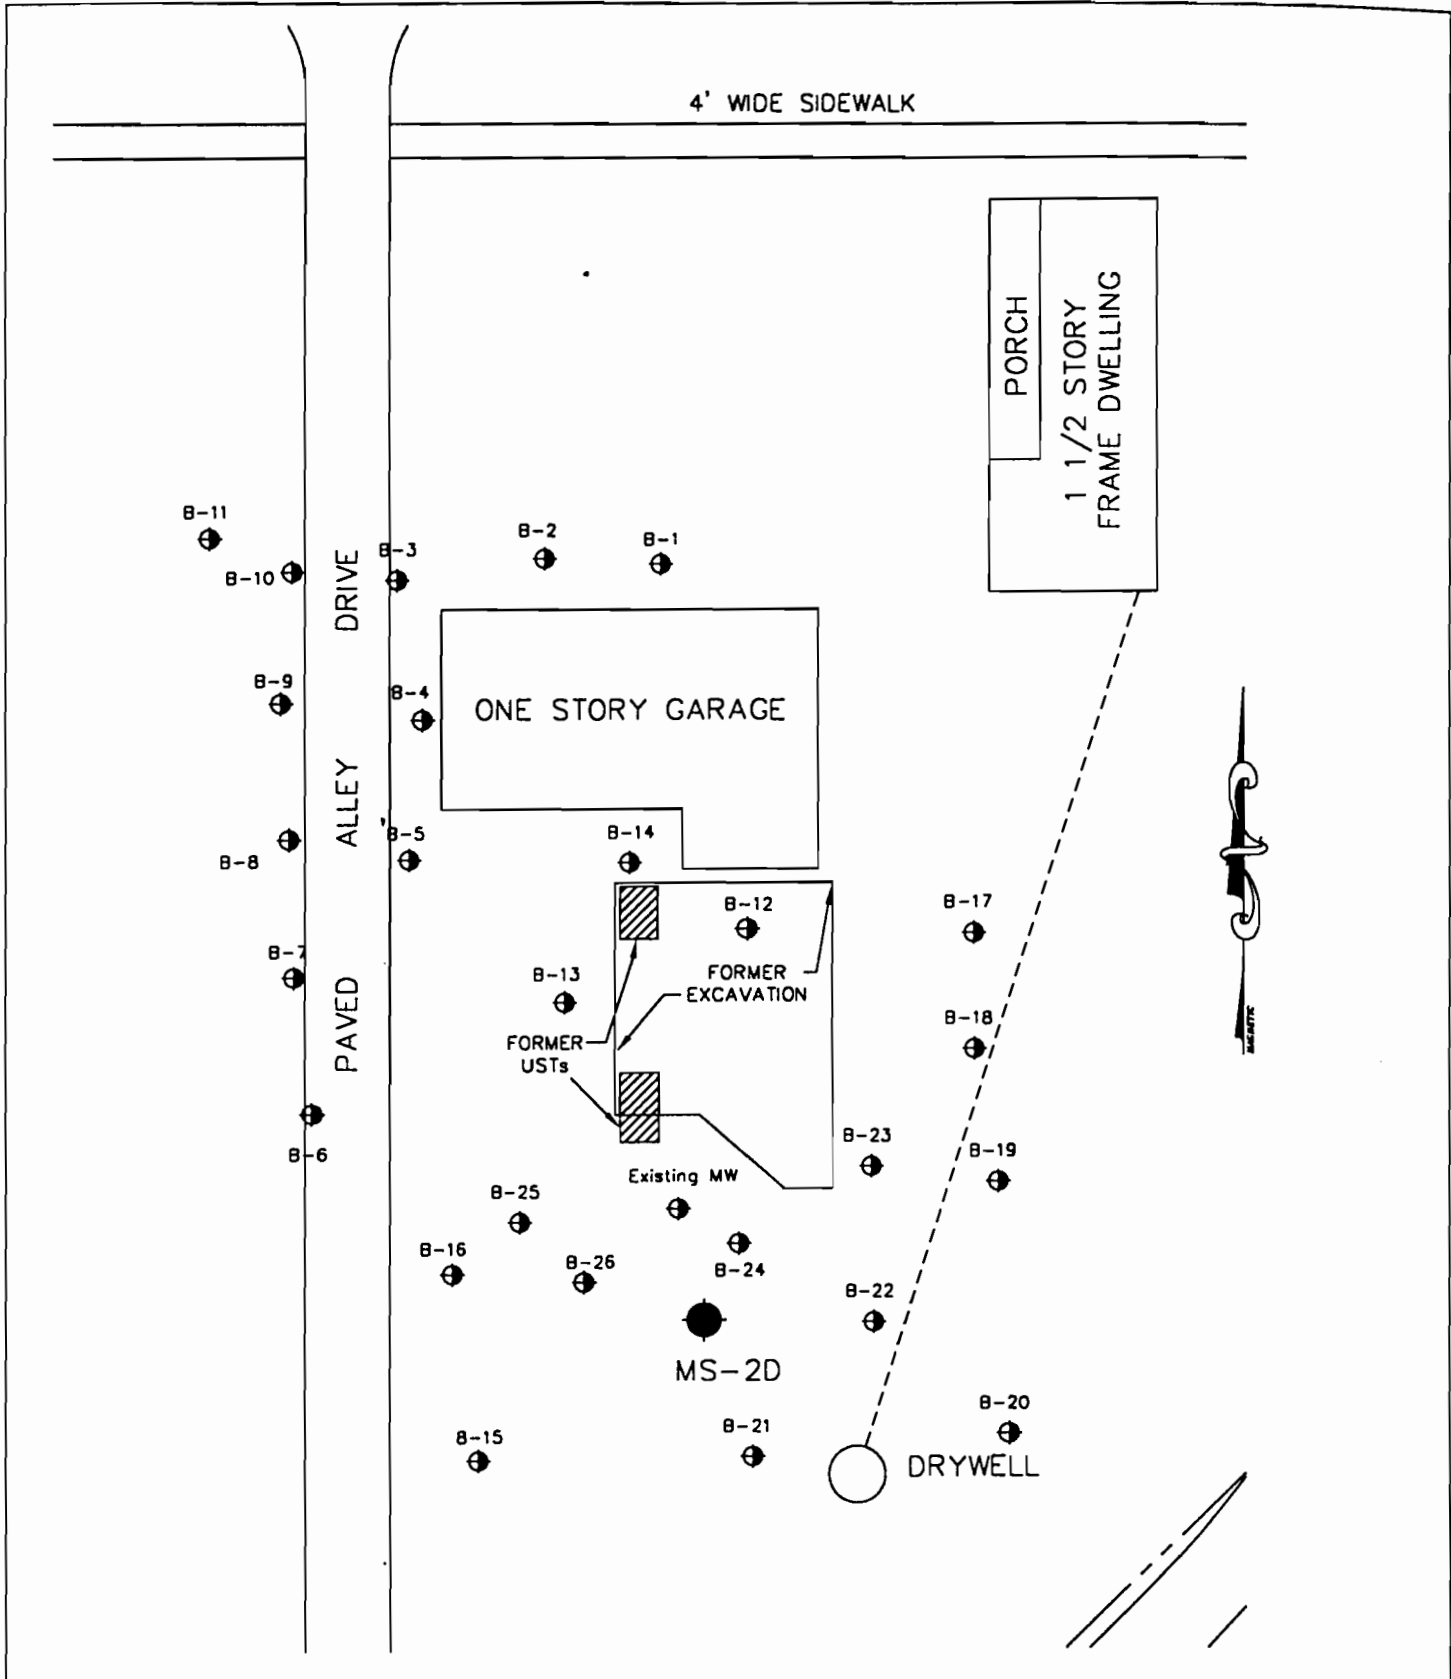 4' WIDE SIDEWALK
PORCH
1 1/2 STORY
FRAME DWELLING
B-11
B-2
B-1
B-3
B-10
PAVED ALLEY DRIVE
B-9
B-4
ONE STORY GARAGE
B-5
B-14
B-8
B-12
B-17
B-7
B-13
FORMER
EXCAVATION
B-18
FORMER
USTs
B-6
B-23
B-19
Existing MW
B-25
B-16
B-26
B-24
B-22
MS-2D
B-20
B-21
B-15
DRYWELL
MAGNETIC